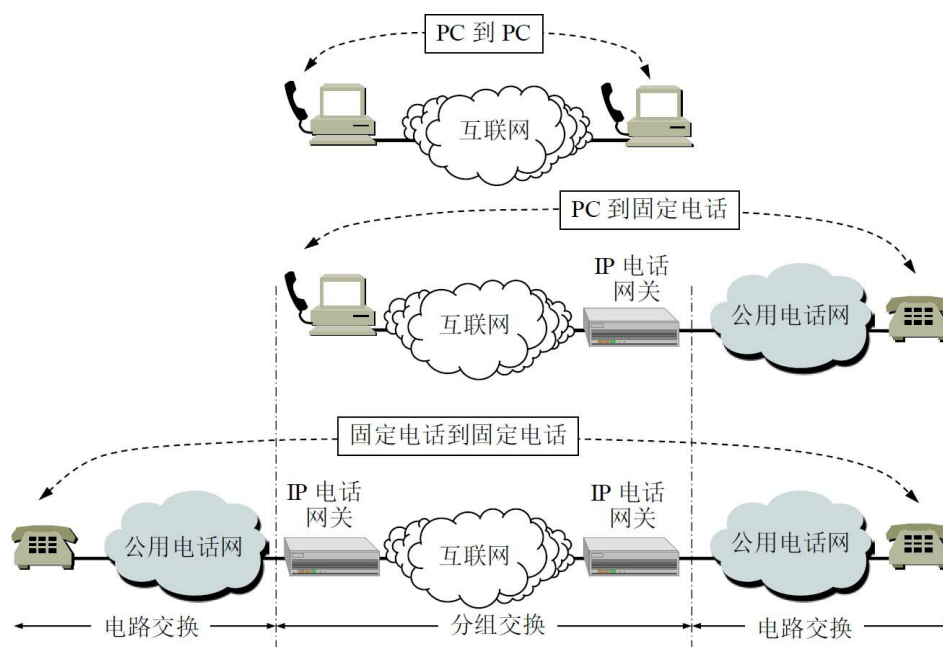 PC 到 PC
互联网
PC 到固定电话
IP 电话
网关
互联网
公用电话网
固定电话到固定电话
IP 电话
网关
IP 电话
网关
公用电话网
互联网
公用电话网
电路交换
分组交换
电路交换